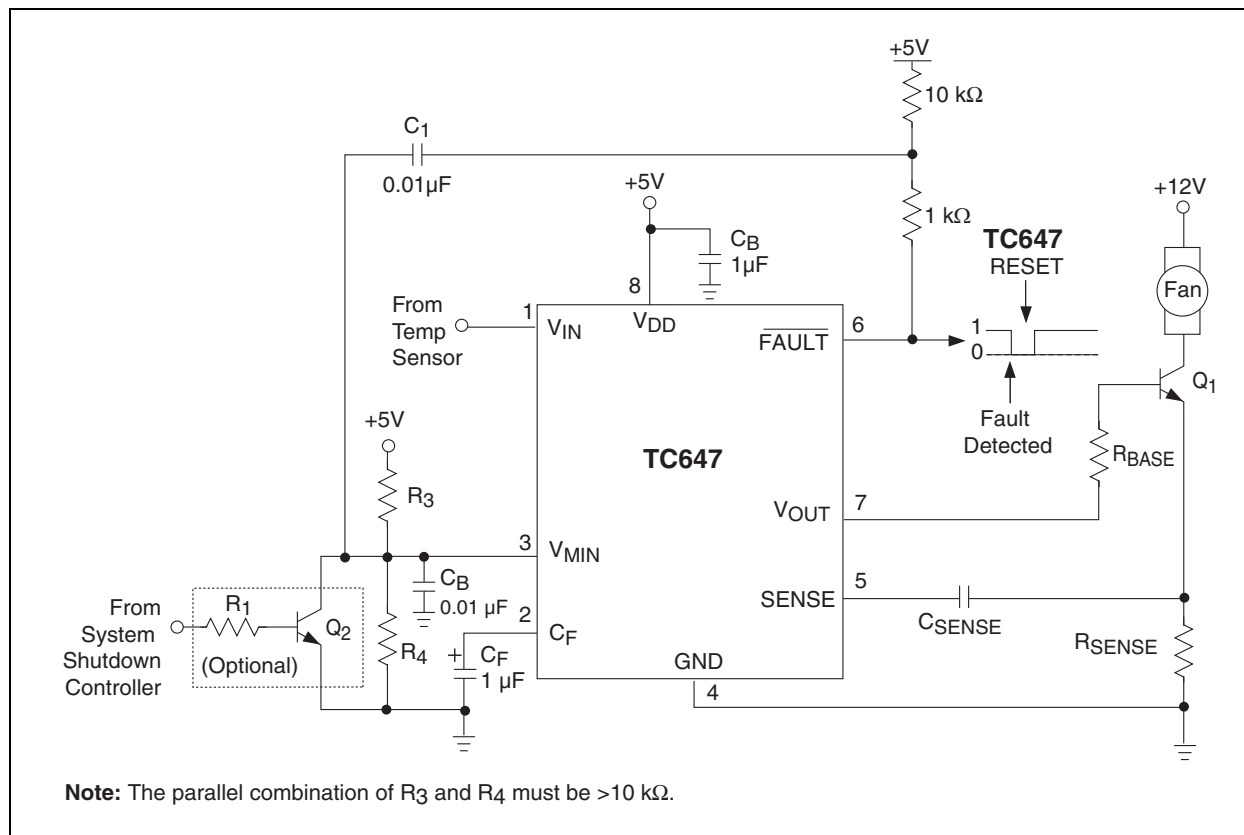 +5V
10 kΩ
C1
0.01µF
+5V
1 kΩ
+12V
CB
1µF
TC647
RESET
Fan
8
From
Temp
Sensor
1
VIN
VDD
FAULT
6
1
0
Q1
Fault
Detected
+5V
TC647
RBASE
R3
VOUT
7
3
VMIN
CB
0.01 µF
SENSE
5
CSENSE
From
System
Shutdown
Controller
R1
Q2
(Optional)
R4
2
CF
+
CF
1 µF
GND
4
RSENSE
Note: The parallel combination of R3 and R4 must be >10 kΩ.